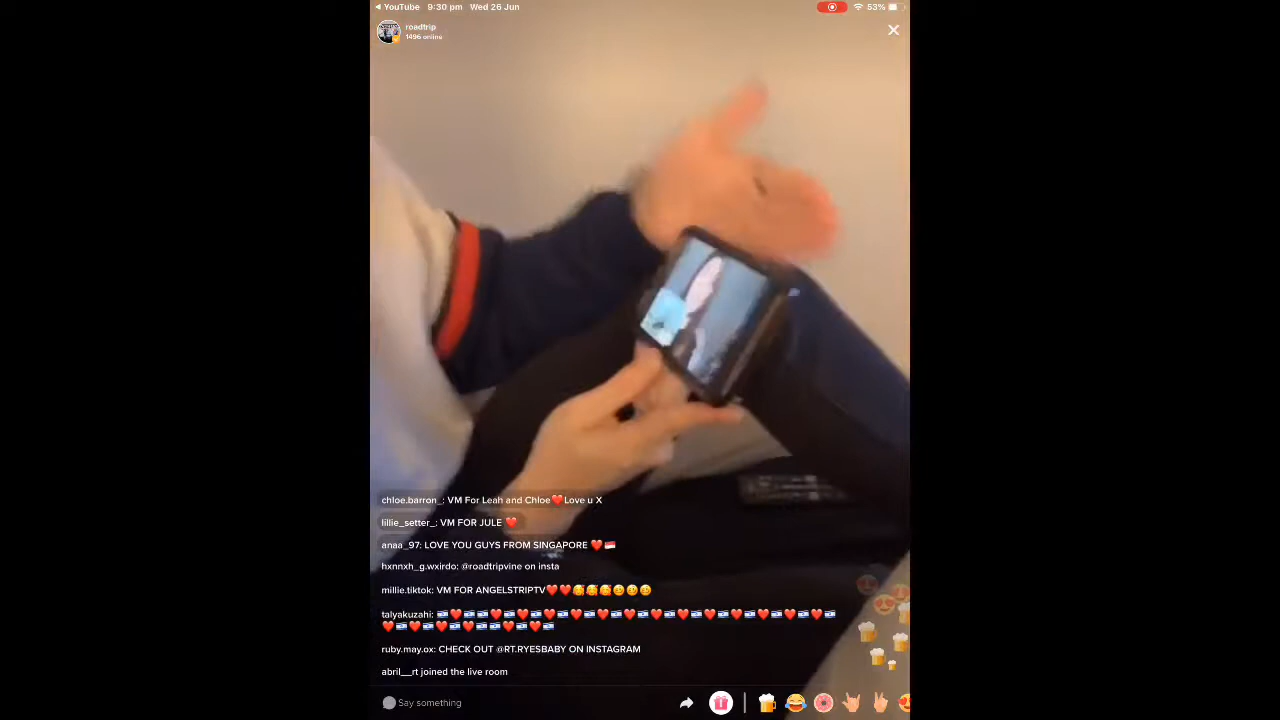 YouTube 9:30 pm Wed 26 Jun 53%
roadtrip
1496 online
chloe.barron_: VM For Leah and Chloe❤️Love u X
lillie_setter_: VM FOR JULE ❤️
anaa_97: LOVE YOU GUYS FROM SINGAPORE ❤️🇸🇬
hxnnxh_g.wxirdo: @roadtripvine on insta
millie.tiktok: VM FOR ANGELSTRIPTV❤️❤️🥰🥰🥰😊😊😊
talyakuzahi: 🇮🇱❤️🇮🇱🇮🇱❤️🇮🇱❤️🇮🇱🇮🇱❤️🇮🇱❤️🇮🇱❤️🇮🇱❤️🇮🇱❤️🇮🇱❤️🇮🇱❤️🇮🇱❤️🇮🇱❤️🇮🇱
❤️🇮🇱❤️🇮🇱❤️🇮🇱❤️🇮🇱🇮🇱❤️🇮🇱❤️🇮🇱
ruby.may.ox: CHECK OUT @RT.RYESBABY ON INSTAGRAM
abril__rt joined the live room
Say something